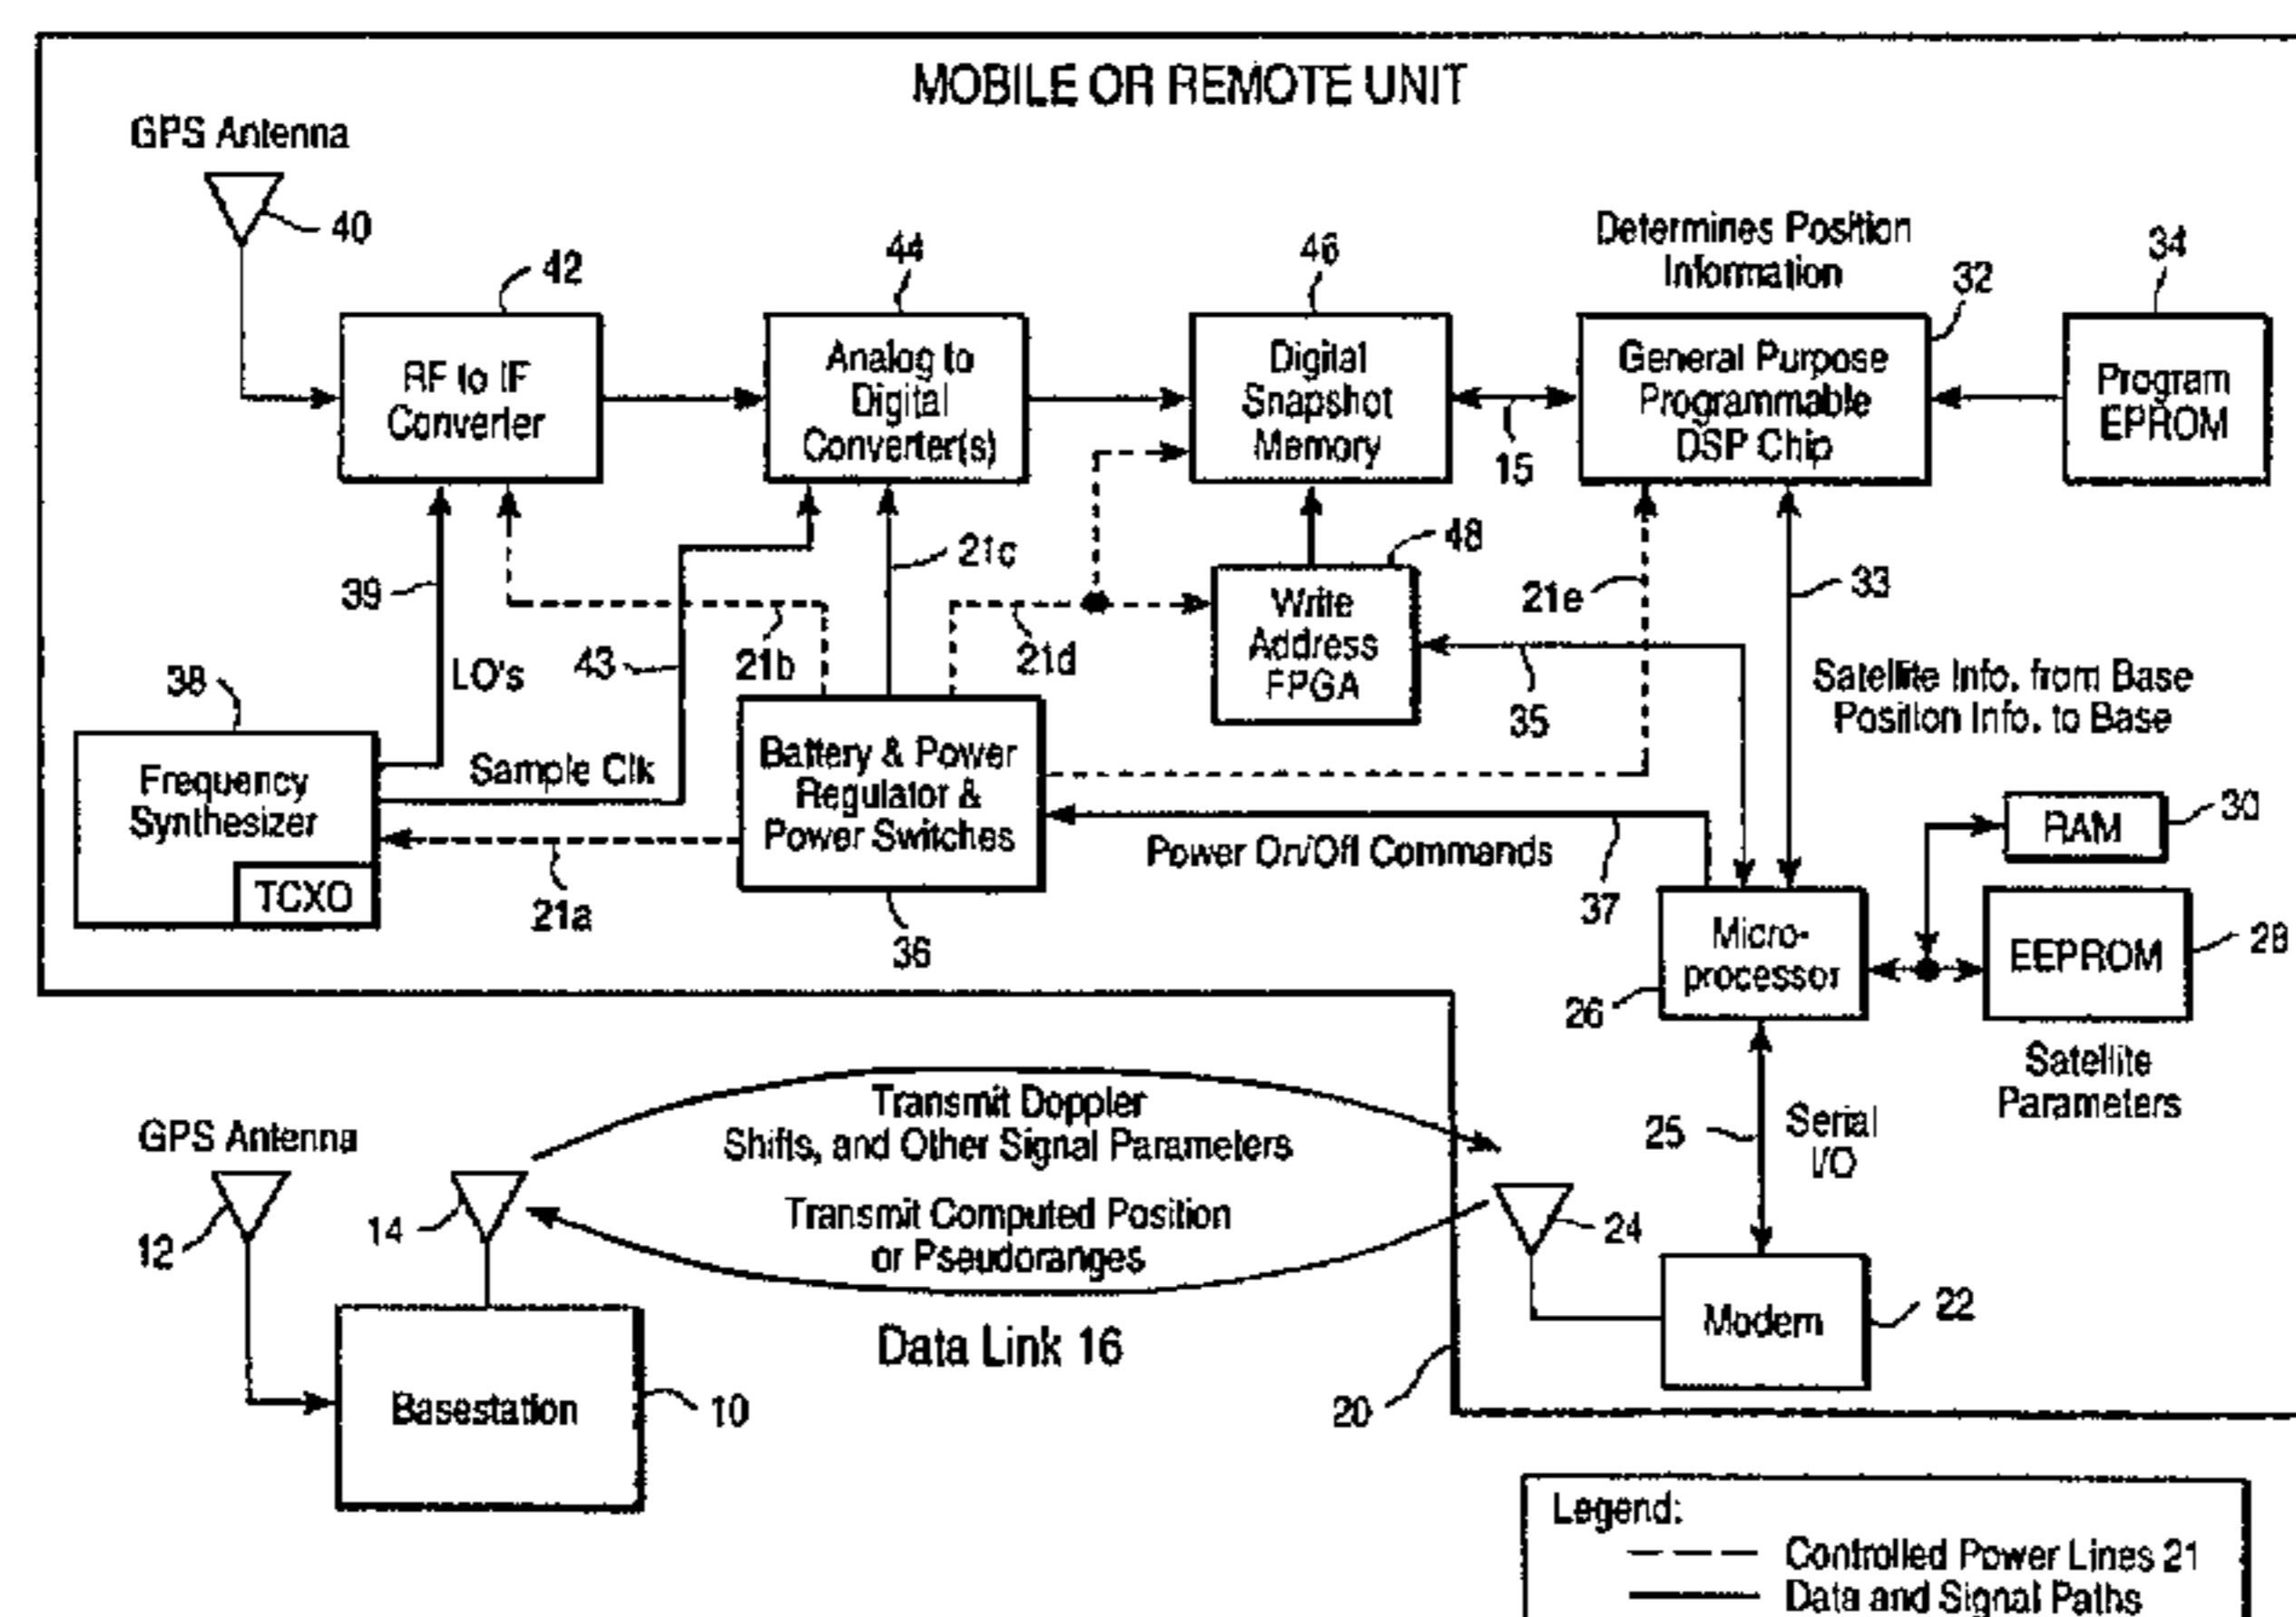 MOBILE OR REMOTE UNIT
GPS Antenna
40
42
44
46
Determines Position
Information
32
34
RF to IF
Converter
Analog to
Digital
Converter(s)
Digital
Snapshot
Memory
15
General Purpose
Programmable
DSP Chip
Program
EPROM
39
LO's
21b
43
21c
21d
48
Write
Address
FPGA
21e
33
35
Satellite Info. from Base
Position Info. to Base
38
Frequency
Synthesizer
TCXO
Sample Clk
21a
Battery & Power
Regulator &
Power Switches
36
Power On/Off Commands
37
RAM
30
Micro-
processor
26
EEPROM
28
Satellite
Parameters
25
Serial
I/O
GPS Antenna
12
14
Transmit Doppler
Shifts, and Other Signal Parameters
Transmit Computed Position
or Pseudoranges
Data Link 16
24
Modem
22
20
Basestation
10
Legend:
Controlled Power Lines 21
Data and Signal Paths